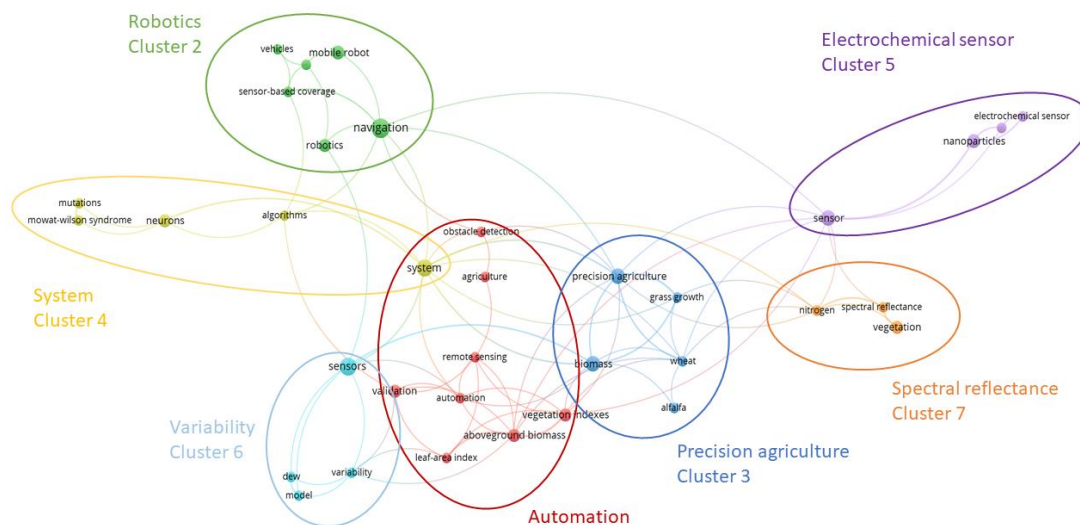 Robotics
Cluster 2
vehicles
mobile robot
sensor-based coverage
navigation
robotics
Electrochemical sensor
Cluster 5
electrochemical sensor
nanoparticles
sensor
mutations
mowat-wilson syndrome
neurons
algorithms
system
System
Cluster 4
obstacle detection
agriculture
remote sensing
validation
automation
vegetation indexes
aboveground biomass
leaf-area index
Automation
precision agriculture
grass growth
biomass
wheat
alfalfa
Precision agriculture
Cluster 3
nitrogen
spectral reflectance
vegetation
Spectral reflectance
Cluster 7
sensors
Variability
Cluster 6
dew
variability
model